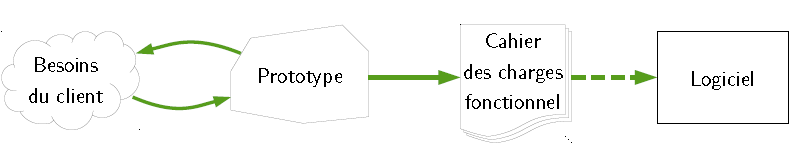 Besoins
du client
Prototype
Cahier
des charges
fonctionnel
Logiciel